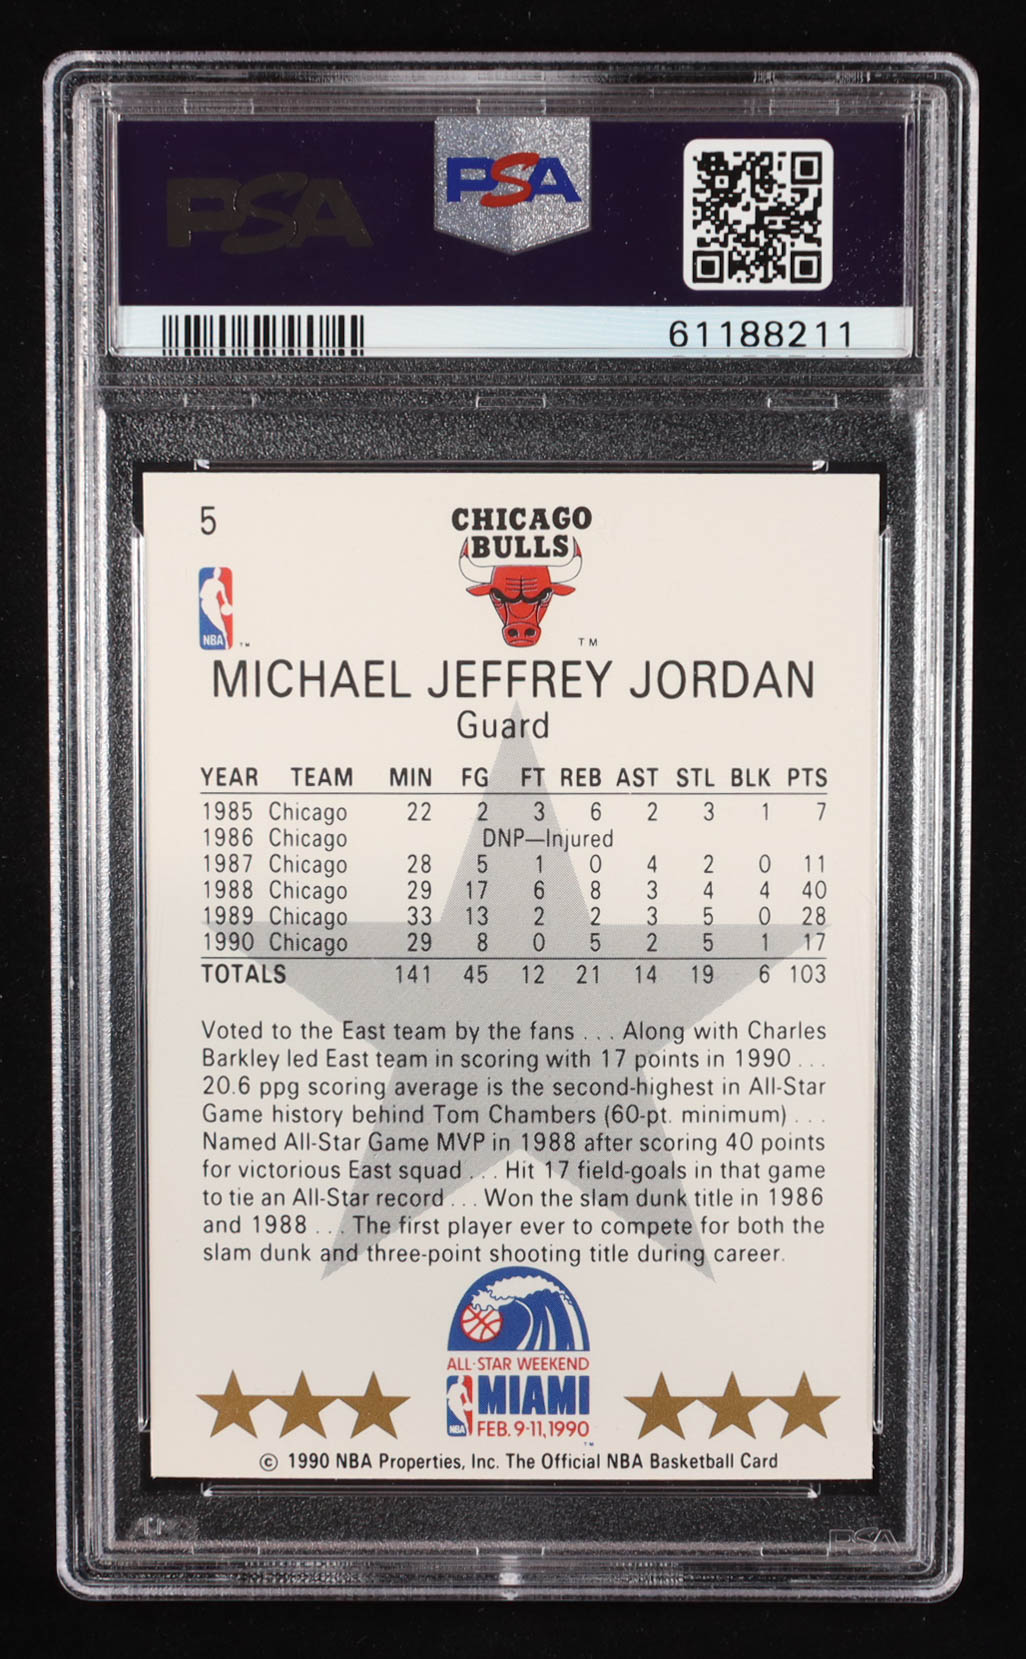 PSA
PSA
61188211
5
CHICAGO
BULLS
NBA
TM
TM
MICHAEL JEFFREY JORDAN
Guard
YEAR TEAM MIN FG FT REB AST STL BLK PTS
1985 Chicago 22 2 3 6 2 3 1 7
1986 Chicago DNP—Injured
1987 Chicago 28 5 1 0 4 2 0 11
1988 Chicago 29 17 6 8 3 4 4 40
1989 Chicago 33 13 2 2 3 5 0 28
1990 Chicago 29 8 0 5 2 5 1 17
TOTALS 141 45 12 21 14 19 6 103
Voted to the East team by the fans . . . Along with Charles
Barkley led East team in scoring with 17 points in 1990 . . .
20.6 ppg scoring average is the second-highest in All-Star
Game history behind Tom Chambers (60-pt. minimum) . . .
Named All-Star Game MVP in 1988 after scoring 40 points
for victorious East squad . . . Hit 17 field-goals in that game
to tie an All-Star record . . . Won the slam dunk title in 1986
and 1988 . . . The first player ever to compete for both the
slam dunk and three-point shooting title during career.
ALL-STAR WEEKEND
MIAMI
NBA FEB. 9-11, 1990
TM
© 1990 NBA Properties, Inc. The Official NBA Basketball Card
PSA